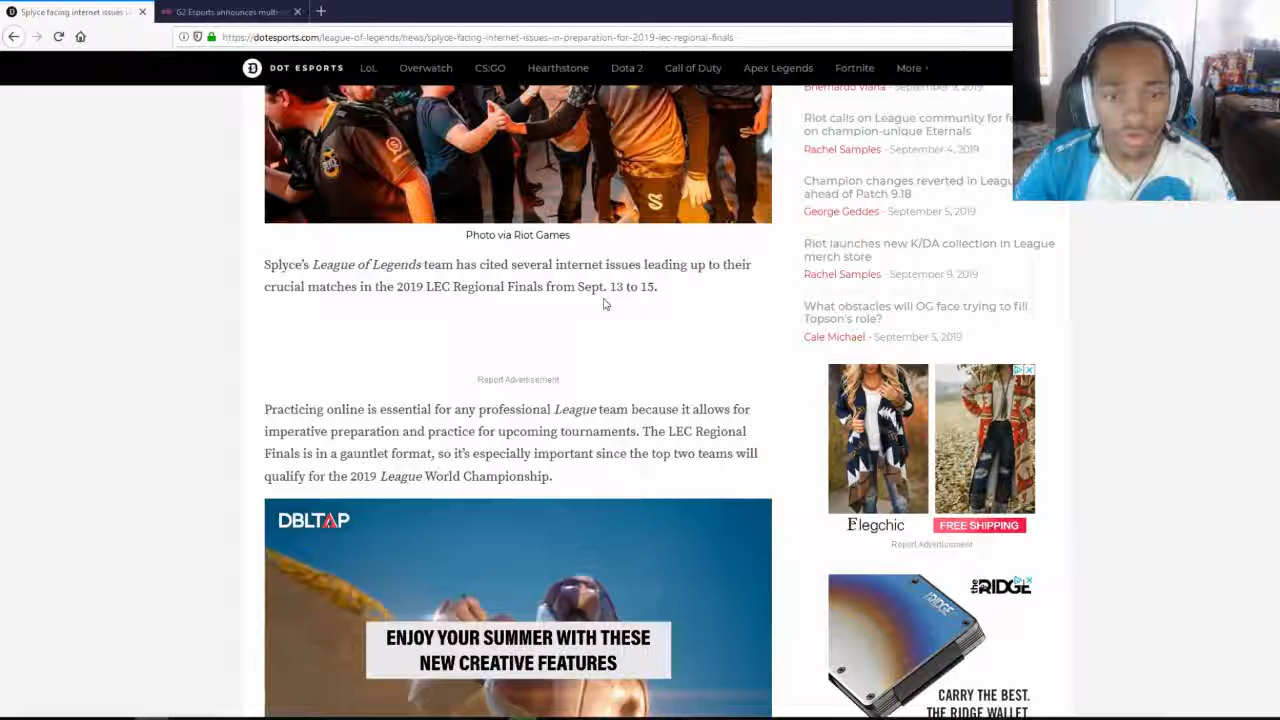 Splyce facing internet issues i
G2 Esports announces multi
https://dotesports.com/league-of-legends/news/splyce-facing-internet-issues-in-preparation-for-2019-lec-regional-finals
DOT ESPORTS
LoL
Overwatch
CS:GO
Hearthstone
Dota 2
Call of Duty
Apex Legends
Fortnite
More
Photo via Riot Games
Splyce's League of Legends team has cited several internet issues leading up to their
crucial matches in the 2019 LEC Regional Finals from Sept. 13 to 15.
Report Advertisement
Practicing online is essential for any professional League team because it allows for
imperative preparation and practice for upcoming tournaments. The LEC Regional
Finals is in a gauntlet format, so it's especially important since the top two teams will
qualify for the 2019 League World Championship.
DBLTAP
ENJOY YOUR SUMMER WITH THESE
NEW CREATIVE FEATURES
Bhernardo Viana - September 9, 2019
Riot calls on League community for
on champion-unique Eternals
Rachel Samples - September 4, 2019
Champion changes reverted in Leagu
ahead of Patch 9.18
George Geddes - September 5, 2019
Riot launches new K/DA collection in League
merch store
Rachel Samples - September 9, 2019
What obstacles will OG face trying to fill
Topson's role?
Cale Michael - September 5, 2019
Flegchic
FREE SHIPPING
Report Advertisement
THE RIDGE
CARRY THE BEST.
THE RIDGE WALLET.